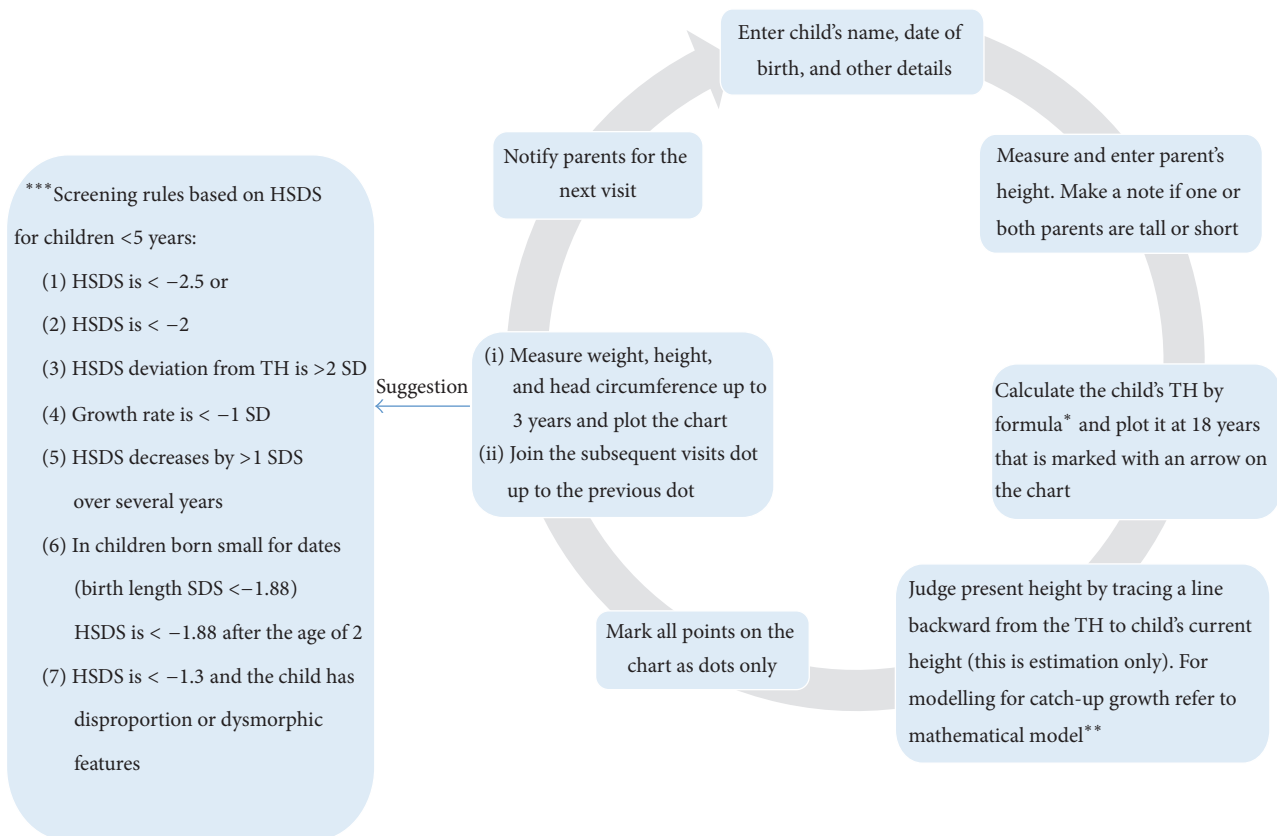 Enter child's name, date of
birth, and other details
Measure and enter parent's
height. Make a note if one or
both parents are tall or short
Calculate the child's TH by
formula* and plot it at 18 years
that is marked with an arrow on
the chart
Judge present height by tracing a line
backward from the TH to child's current
height (this is estimation only). For
modelling for catch-up growth refer to
mathematical model**
Mark all points on the
chart as dots only
(i) Measure weight, height,
and head circumference up to
3 years and plot the chart
(ii) Join the subsequent visits dot
up to the previous dot
Notify parents for the
next visit
Suggestion
***Screening rules based on HSDS
for children <5 years:
(1) HSDS is < −2.5 or
(2) HSDS is < −2
(3) HSDS deviation from TH is >2 SD
(4) Growth rate is < −1 SD
(5) HSDS decreases by >1 SDS
over several years
(6) In children born small for dates
(birth length SDS <−1.88)
HSDS is < −1.88 after the age of 2
(7) HSDS is < −1.3 and the child has
disproportion or dysmorphic
features